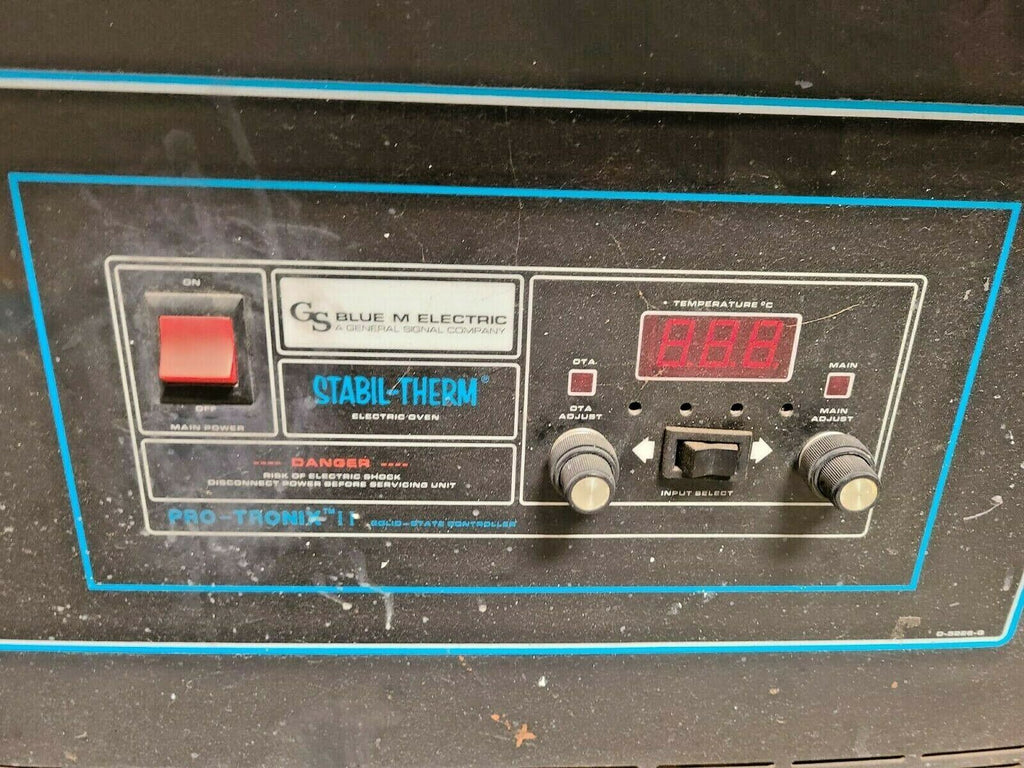 ON
OFF
MAIN POWER
GS BLUE M ELECTRIC
A GENERAL SIGNAL COMPANY
STABIL-THERM®
ELECTRIC OVEN
---- DANGER ----
RISK OF ELECTRIC SHOCK
DISCONNECT POWER BEFORE SERVICING UNIT
PRO-TRONIX™ II SOLID-STATE CONTROLLER
TEMPERATURE °C
888
OTA
MAIN
OTA
ADJUST
MAIN
ADJUST
INPUT SELECT